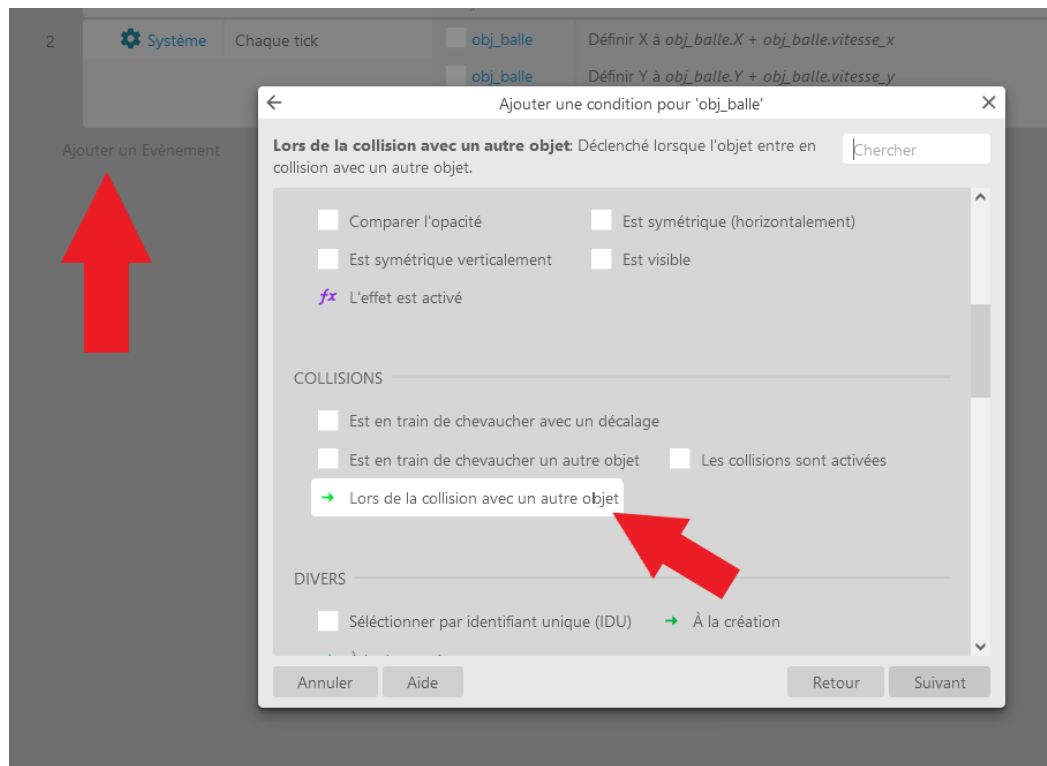 2 Système Chaque tick obj_balle Définir X à obj_balle.X + obj_balle.vitesse_x
obj_balle Définir Y à obj_balle.Y + obj_balle.vitesse_y
Ajouter un Evènement
Ajouter une condition pour 'obj_balle'
Lors de la collision avec un autre objet: Déclenché lorsque l'objet entre en
collision avec un autre objet.
Chercher
Comparer l'opacité Est symétrique (horizontalement)
Est symétrique verticalement Est visible
fx L'effet est activé
COLLISIONS
Est en train de chevaucher avec un décalage
Est en train de chevaucher un autre objet Les collisions sont activées
Lors de la collision avec un autre objet
DIVERS
Séléctionner par identifiant unique (IDU) À la création
Annuler Aide Retour Suivant